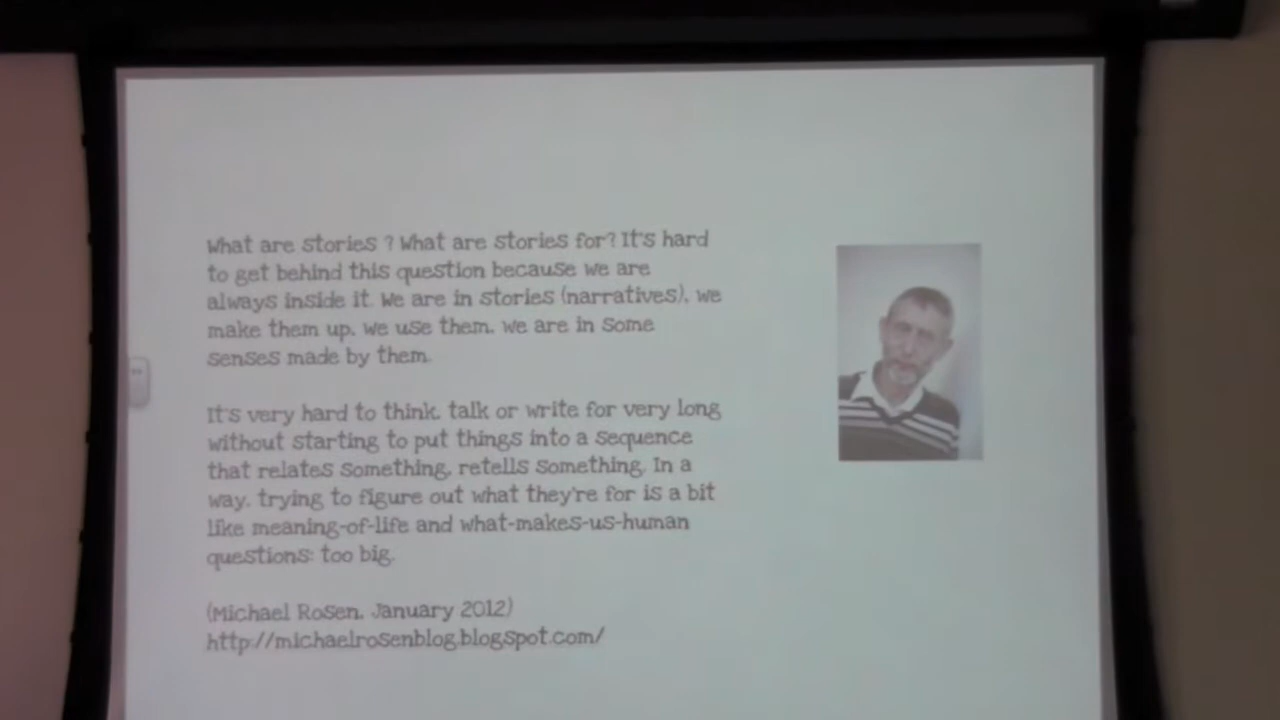 What are stories ? What are stories for? It's hard
to get behind this question because we are
always inside it. We are in stories (narratives), we
make them up, we use them, we are in some
senses made by them.
It's very hard to think, talk or write for very long
without starting to put things into a sequence
that relates something, retells something. In a
way, trying to figure out what they're for is a bit
like meaning-of-life and what-makes-us-human
questions: too big.
(Michael Rosen, January 2012)
http://michaelrosenblog.blogspot.com/